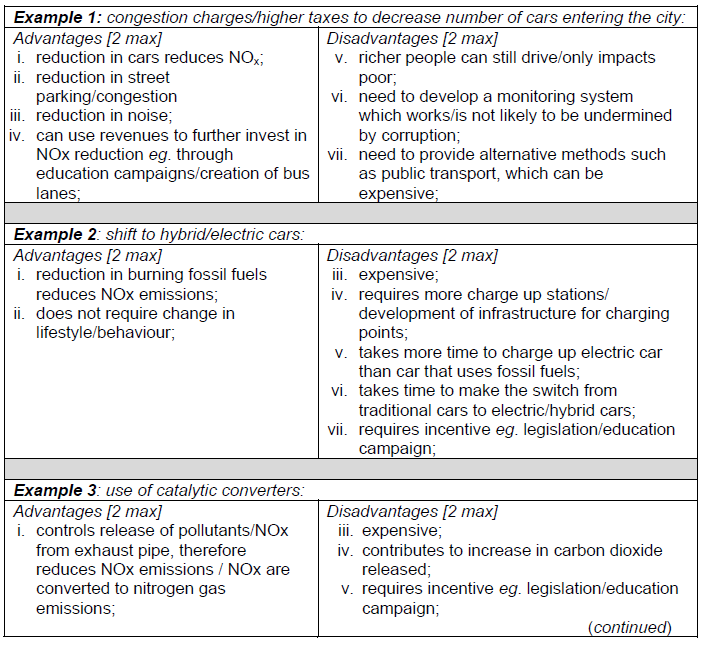 Example 1: congestion charges/higher taxes to decrease number of cars entering the city:
Advantages [2 max]
i. reduction in cars reduces NOx;
ii. reduction in street
parking/congestion
iii. reduction in noise;
iv. can use revenues to further invest in
NOx reduction eg. through
education campaigns/creation of bus
lanes;
Disadvantages [2 max]
v. richer people can still drive/only impacts
poor;
vi. need to develop a monitoring system
which works/is not likely to be undermined
by corruption;
vii. need to provide alternative methods such
as public transport, which can be
expensive;
Example 2: shift to hybrid/electric cars:
Advantages [2 max]
i. reduction in burning fossil fuels
reduces NOx emissions;
ii. does not require change in
lifestyle/behaviour;
Disadvantages [2 max]
iii. expensive;
iv. requires more charge up stations/
development of infrastructure for charging
points;
v. takes more time to charge up electric car
than car that uses fossil fuels;
vi. takes time to make the switch from
traditional cars to electric/hybrid cars;
vii. requires incentive eg. legislation/education
campaign;
Example 3: use of catalytic converters:
Advantages [2 max]
i. controls release of pollutants/NOx
from exhaust pipe, therefore
reduces NOx emissions / NOx are
converted to nitrogen gas
emissions;
Disadvantages [2 max]
iii. expensive;
iv. contributes to increase in carbon dioxide
released;
v. requires incentive eg. legislation/education
campaign;
(continued)